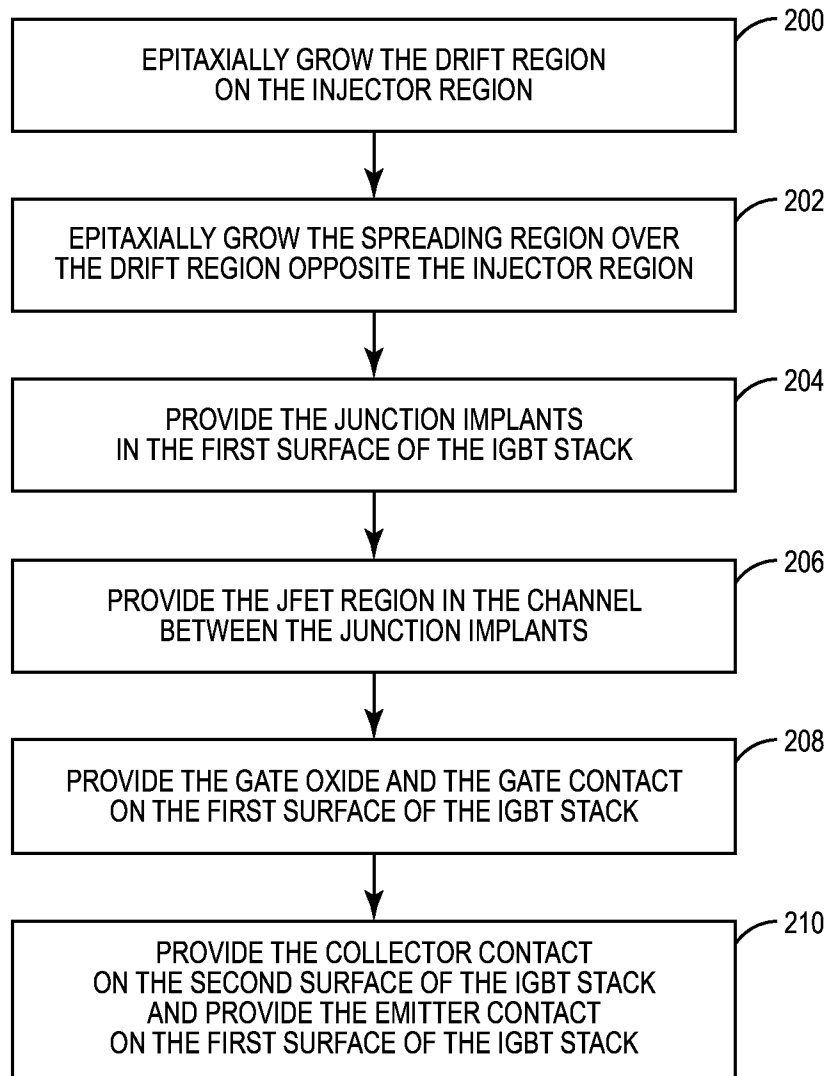 200
EPITAXIALLY GROW THE DRIFT REGION
ON THE INJECTOR REGION
202
EPITAXIALLY GROW THE SPREADING REGION OVER
THE DRIFT REGION OPPOSITE THE INJECTOR REGION
204
PROVIDE THE JUNCTION IMPLANTS
IN THE FIRST SURFACE OF THE IGBT STACK
206
PROVIDE THE JFET REGION IN THE CHANNEL
BETWEEN THE JUNCTION IMPLANTS
208
PROVIDE THE GATE OXIDE AND THE GATE CONTACT
ON THE FIRST SURFACE OF THE IGBT STACK
210
PROVIDE THE COLLECTOR CONTACT
ON THE SECOND SURFACE OF THE IGBT STACK
AND PROVIDE THE EMITTER CONTACT
ON THE FIRST SURFACE OF THE IGBT STACK